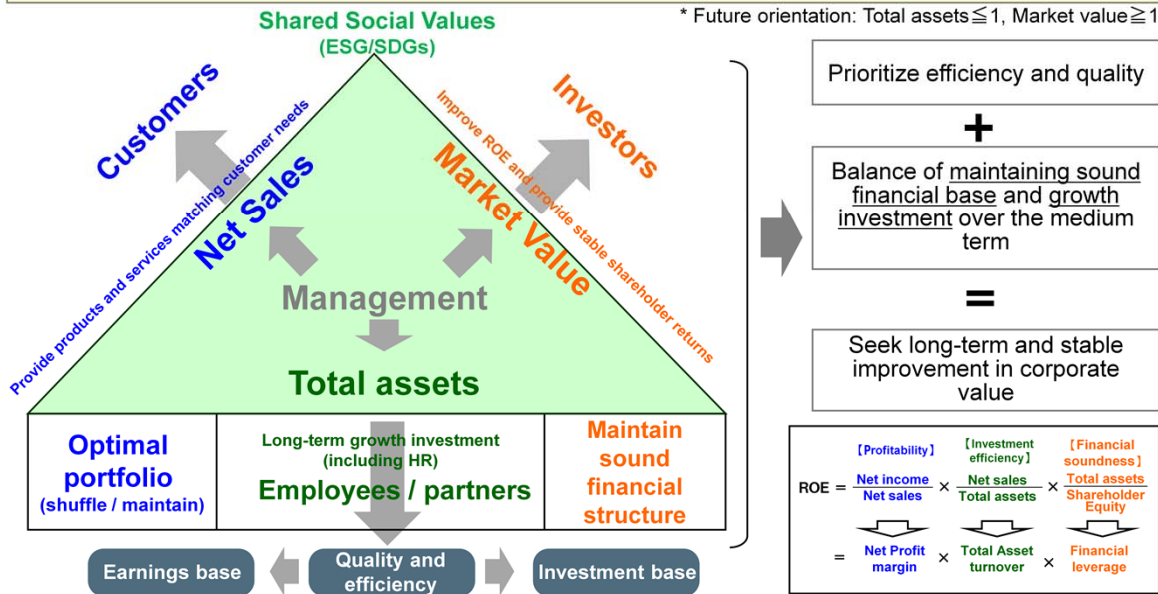 Shared Social Values
(ESG/SDGs)
* Future orientation: Total assets≦1, Market value≧1
Customers
Provide products and services matching customer needs
Net Sales
Investors
Improve ROE and provide stable shareholder returns
Market Value
Management
Total assets
Optimal
portfolio
(shuffle / maintain)
Long-term growth investment
(including HR)
Employees / partners
Maintain
sound
financial
structure
Earnings base
Quality and
efficiency
Investment base
Prioritize efficiency and quality
+
Balance of maintaining sound
financial base and growth
investment over the medium
term
=
Seek long-term and stable
improvement in corporate
value
【Profitability】 【Investment
efficiency】 【Financial
soundness】
ROE = Net income / Net sales × Net sales / Total assets × Total assets / Shareholder Equity
= Net Profit
margin × Total Asset
turnover × Financial
leverage